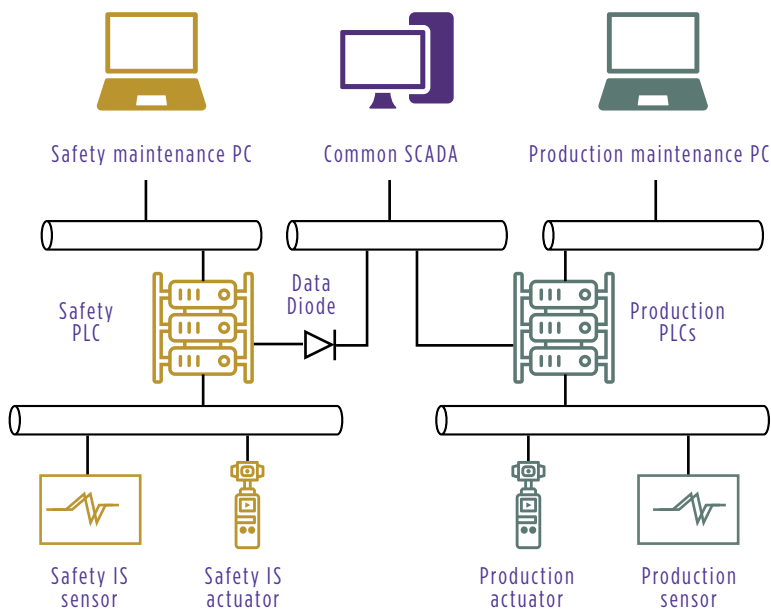 Safety maintenance PC
Common SCADA
Production maintenance PC
Safety
PLC
Data
Diode
Production
PLCs
Safety IS
sensor
Safety IS
actuator
Production
actuator
Production
sensor